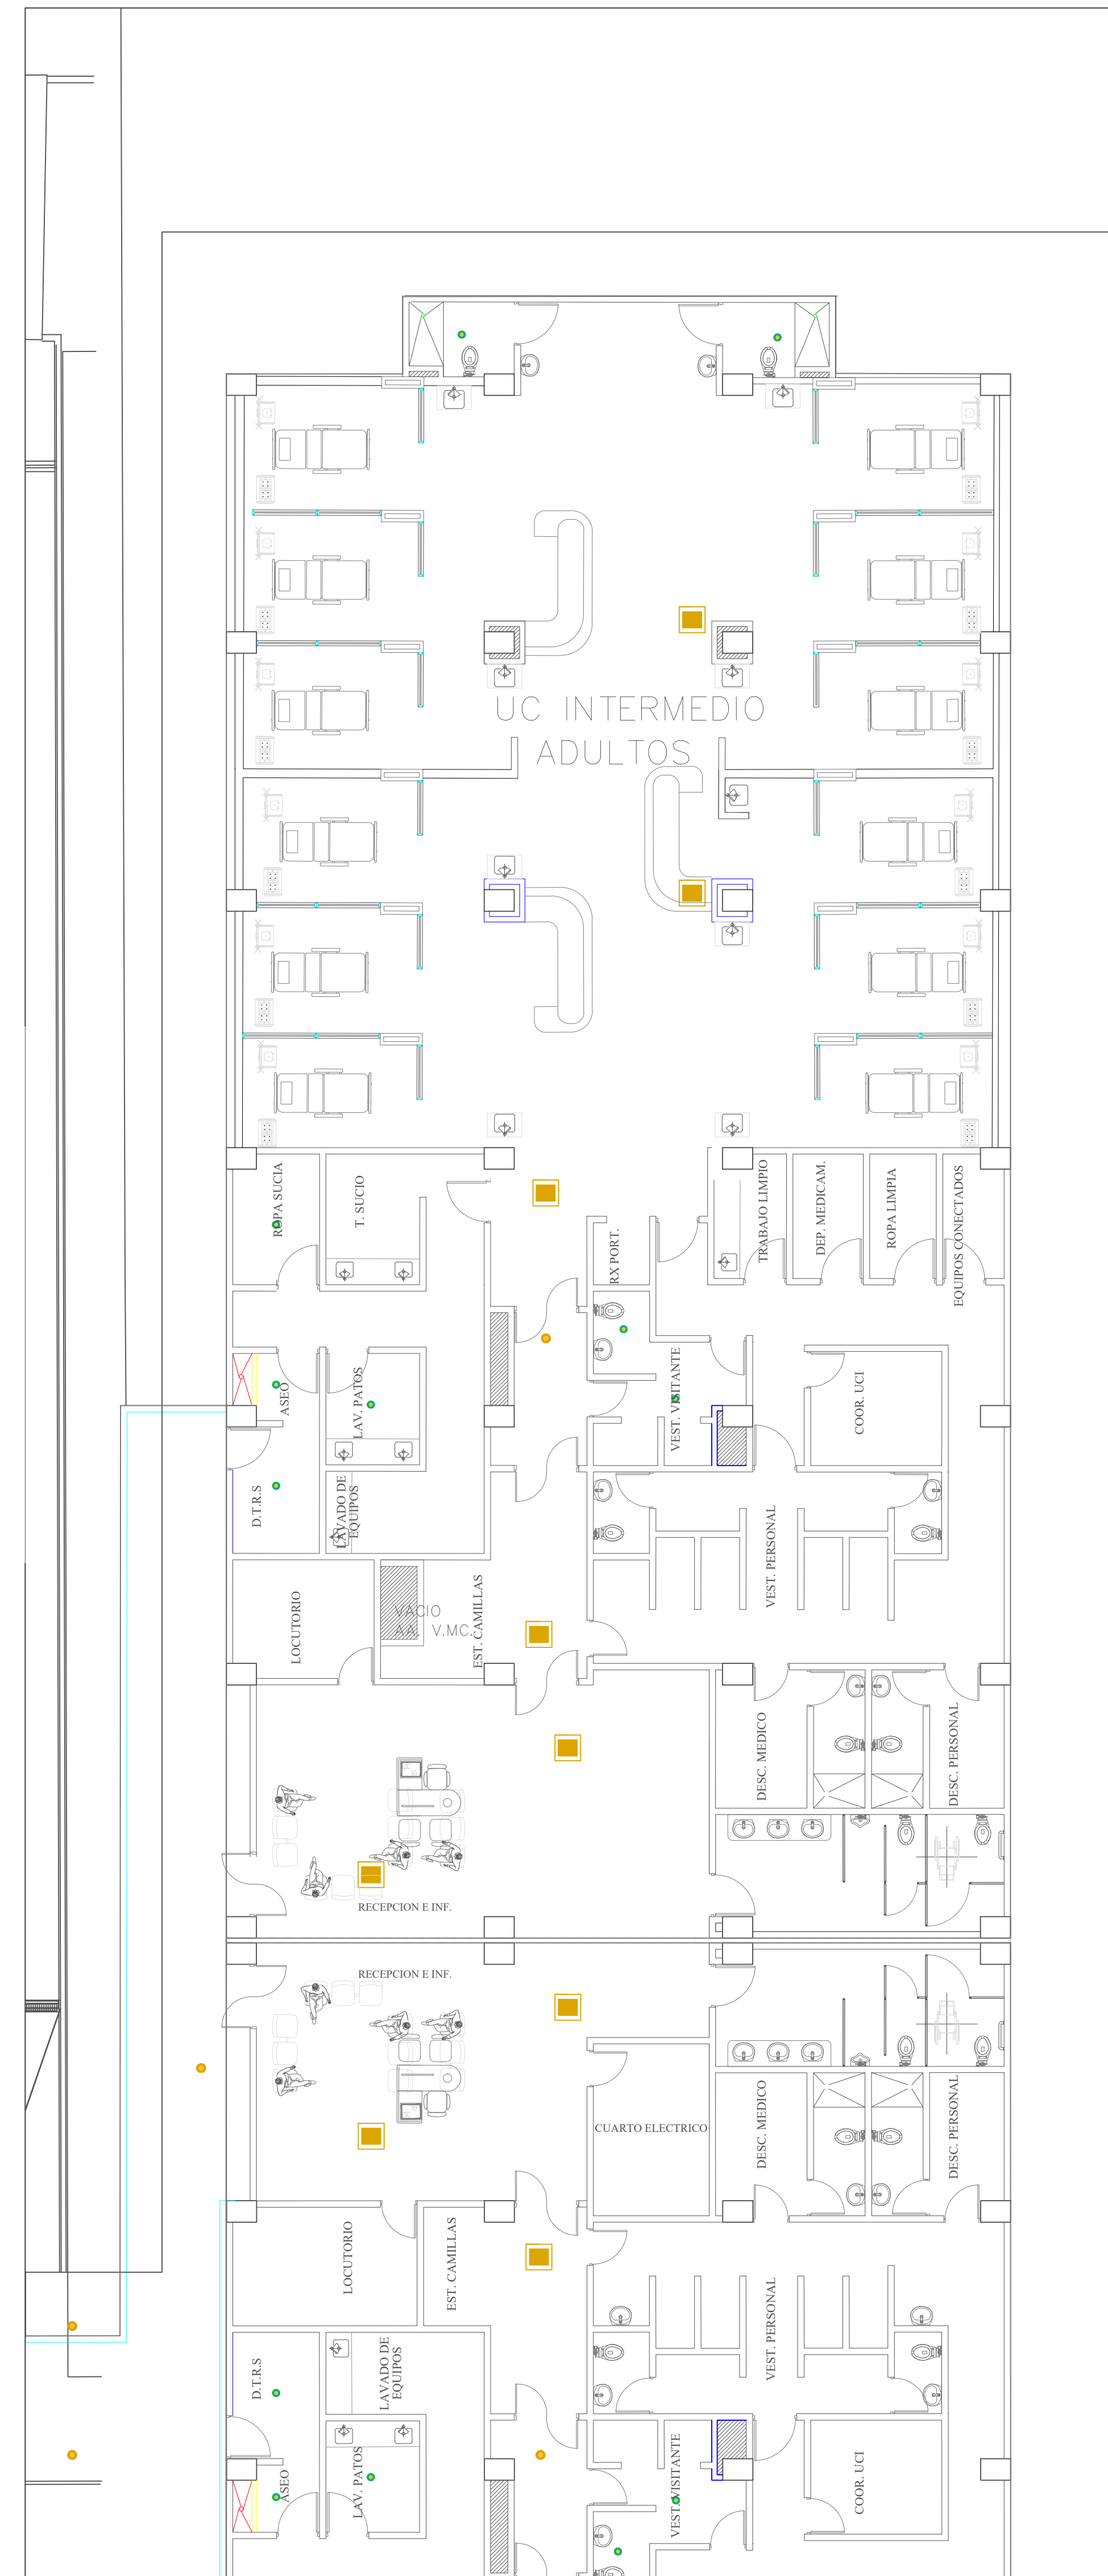 UC INTERMEDIO
ADULTOS
ROPA SUCIA
T. SUCIO
RX PORT.
TRABAJO LIMPIO
DEP. MEDICAM.
ROPA LIMPIA
EQUIPOS CONECTADOS
ASEO
LAV. PATOS
VEST. VISITANTE
COOR. UCI
D.T.R.S
LAVADO DE
EQUIPOS
LOCUTORIO
VACIO
AA. V.MC.
EST. CAMILLAS
VEST. PERSONAL
DESC. MEDICO
DESC. PERSONAL
RECEPCION E INF.
RECEPCION E INF.
CUARTO ELECTRICO
DESC. MEDICO
DESC. PERSONAL
LOCUTORIO
EST. CAMILLAS
VEST. PERSONAL
D.T.R.S
LAVADO DE
EQUIPOS
ASEO
LAV. PATOS
VEST. VISITANTE
COOR. UCI